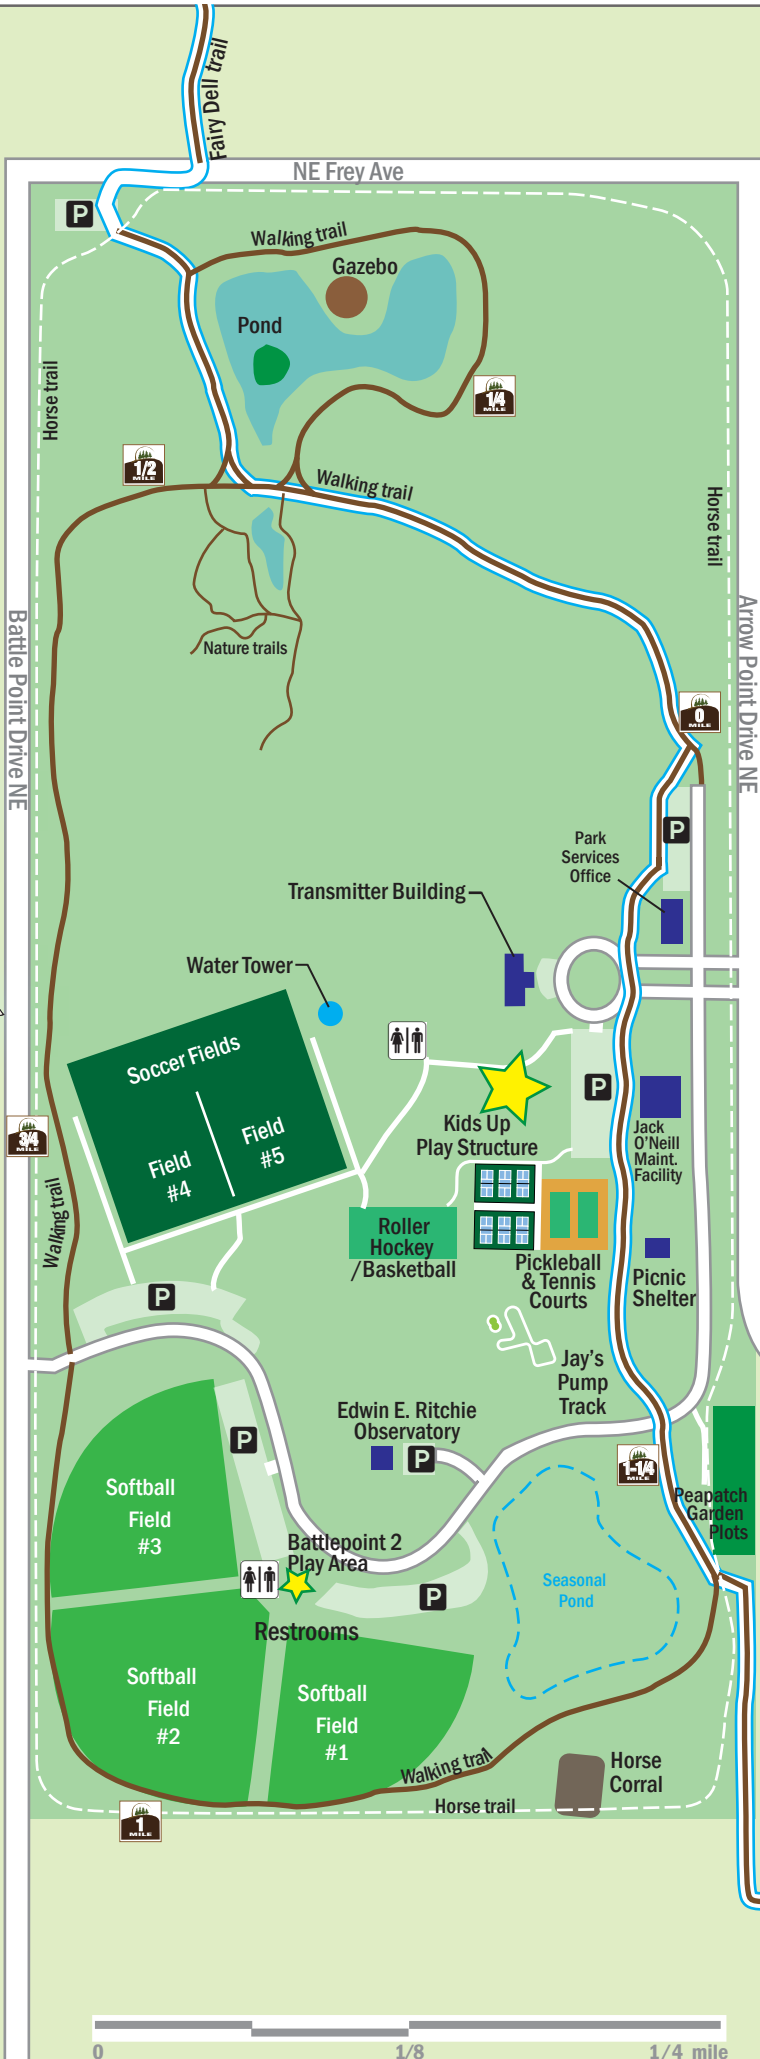 Fairy Dell trail
NE Frey Ave
P
Walking trail
Gazebo
Pond
Horse trail
1/4
MILE
1/2
MILE
Walking trail
Horse trail
Nature trails
Battle Point Drive NE
Arrow Point Drive NE
0
MILE
P
Park
Services
Office
Transmitter Building
Water Tower
Soccer Fields
Field
#5
Field
#4
P
Kids Up
Play Structure
Jack
O'Neill
Maint.
Facility
3/4
MILE
Walking trail
Roller
Hockey
/Basketball
Pickleball
& Tennis
Courts
Picnic
Shelter
P
Jay's
Pump
Track
Edwin E. Ritchie
Observatory
P
P
1-1/4
MILE
Softball
Field
#3
Peapatch
Garden
Plots
Battlepoint 2
Play Area
P
Seasonal
Pond
Restrooms
Softball
Field
#2
Softball
Field
#1
Walking trail
Horse
Corral
Horse trail
1
MILE
0 1/8 1/4 mile